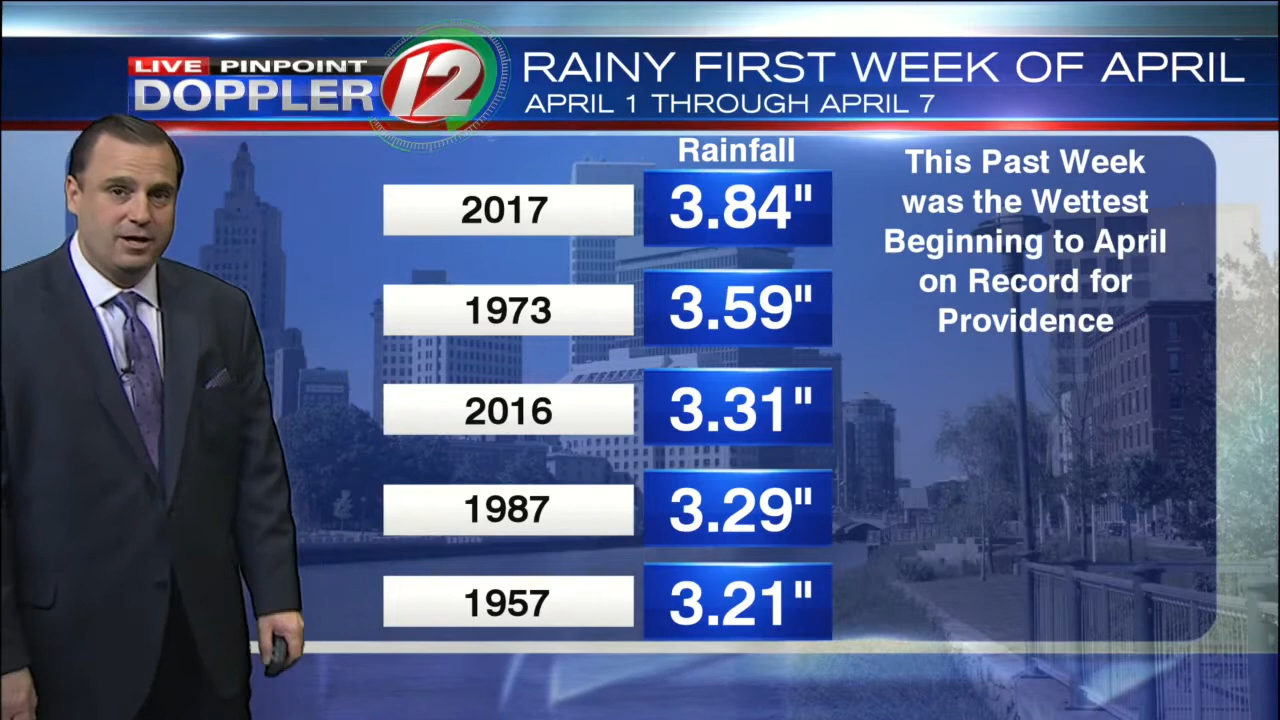 LIVE PINPOINT
DOPPLER 12
RAINY FIRST WEEK OF APRIL
APRIL 1 THROUGH APRIL 7
Rainfall
2017 3.84"
1973 3.59"
2016 3.31"
1987 3.29"
1957 3.21"
This Past Week
was the Wettest
Beginning to April
on Record for
Providence